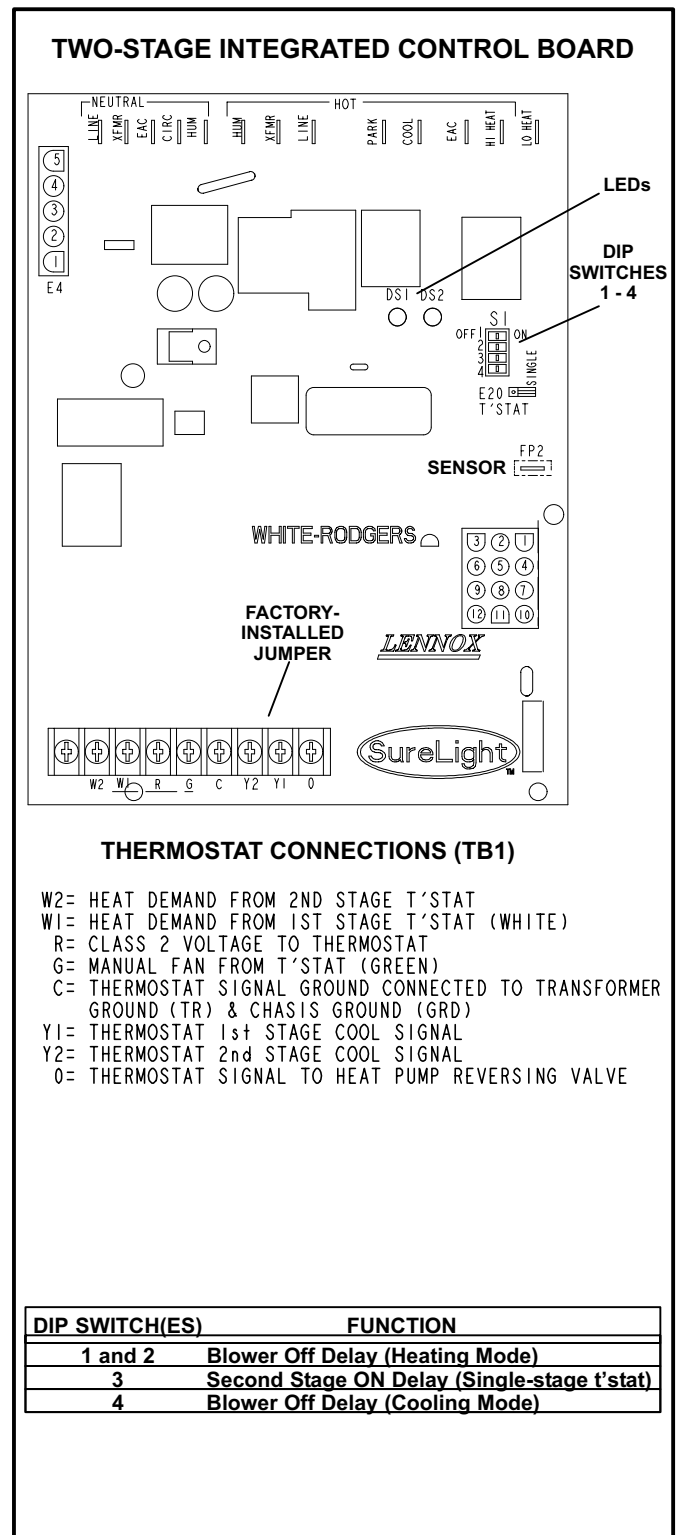 TWO-STAGE INTEGRATED CONTROL BOARD
NEUTRAL HOT
LINE XFMR EAC CIRC HUM HUM XFMR LINE PARK COOL EAC HI HEAT LO HEAT
5
4
3
2
1
E4
LEDs
DIP
SWITCHES
1 - 4
DS1 DS2
S1
OFF 1 ON
2
3
4
SINGLE
E20
T'STAT
FP2
SENSOR
WHITE-RODGERS
3 2 1
6 5 4
9 8 7
12 11 10
FACTORY-
INSTALLED
JUMPER
LENNOX
SureLight™
W2 W1 R G C Y2 Y1 O
THERMOSTAT CONNECTIONS (TB1)
W2= HEAT DEMAND FROM 2ND STAGE T'STAT
W1= HEAT DEMAND FROM 1ST STAGE T'STAT (WHITE)
R= CLASS 2 VOLTAGE TO THERMOSTAT
G= MANUAL FAN FROM T'STAT (GREEN)
C= THERMOSTAT SIGNAL GROUND CONNECTED TO TRANSFORMER
GROUND (TR) & CHASIS GROUND (GRD)
Y1= THERMOSTAT 1st STAGE COOL SIGNAL
Y2= THERMOSTAT 2nd STAGE COOL SIGNAL
O= THERMOSTAT SIGNAL TO HEAT PUMP REVERSING VALVE
DIP SWITCH(ES) FUNCTION
1 and 2 Blower Off Delay (Heating Mode)
3 Second Stage ON Delay (Single-stage t'stat)
4 Blower Off Delay (Cooling Mode)